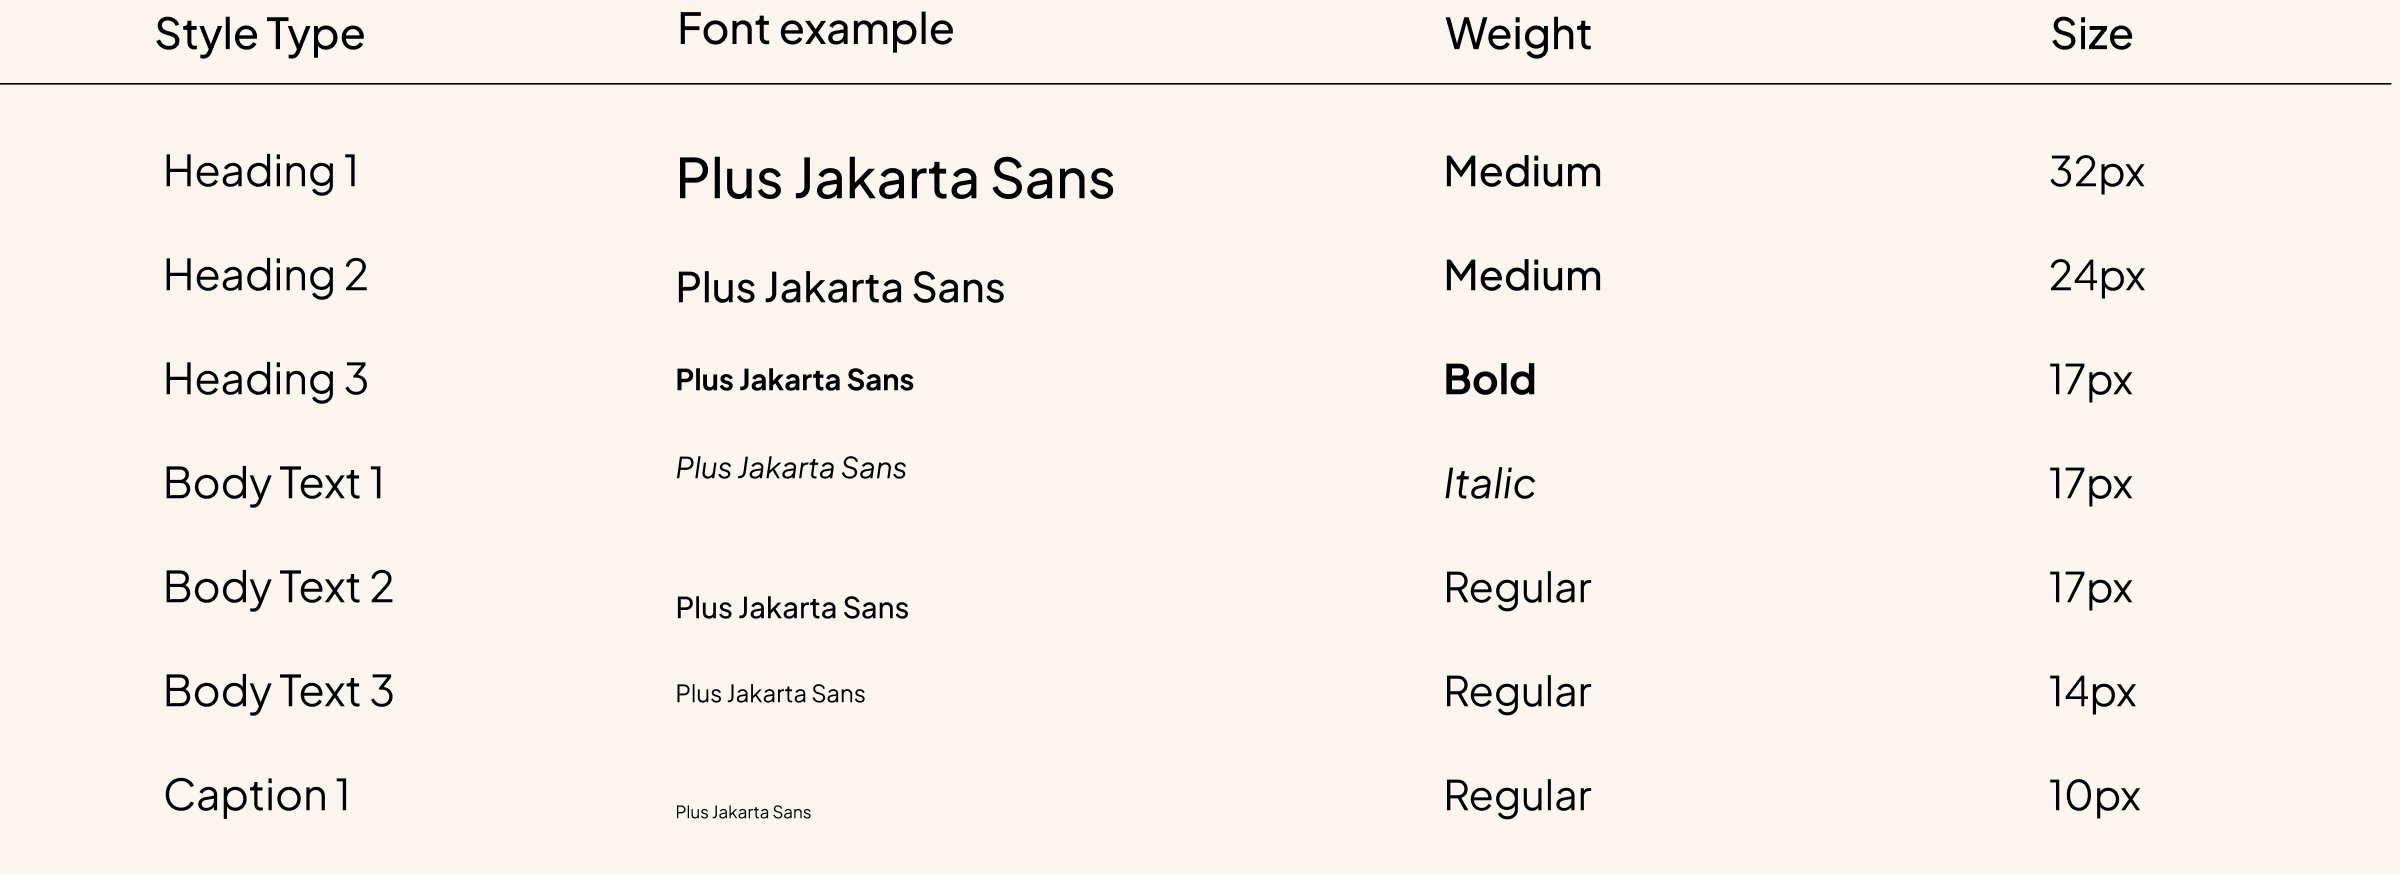 Style Type Font example Weight Size
Heading 1 Plus Jakarta Sans Medium 32px
Heading 2 Plus Jakarta Sans Medium 24px
Heading 3 Plus Jakarta Sans Bold 17px
Body Text 1 Plus Jakarta Sans Italic 17px
Body Text 2 Plus Jakarta Sans Regular 17px
Body Text 3 Plus Jakarta Sans Regular 14px
Caption 1 Plus Jakarta Sans Regular 10px